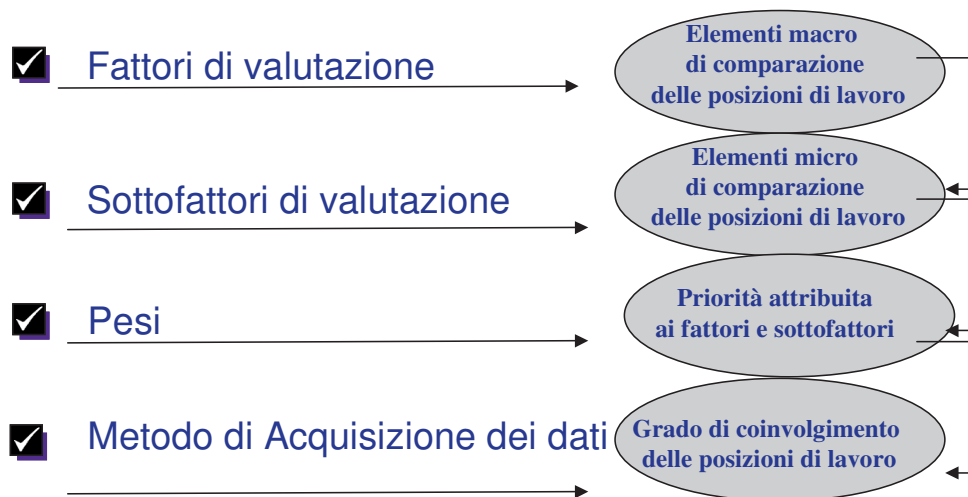 Fattori di valutazione
Elementi macro
di comparazione
delle posizioni di lavoro
Sottofattori di valutazione
Elementi micro
di comparazione
delle posizioni di lavoro
Pesi
Priorità attribuita
ai fattori e sottofattori
Metodo di Acquisizione dei dati
Grado di coinvolgimento
delle posizioni di lavoro